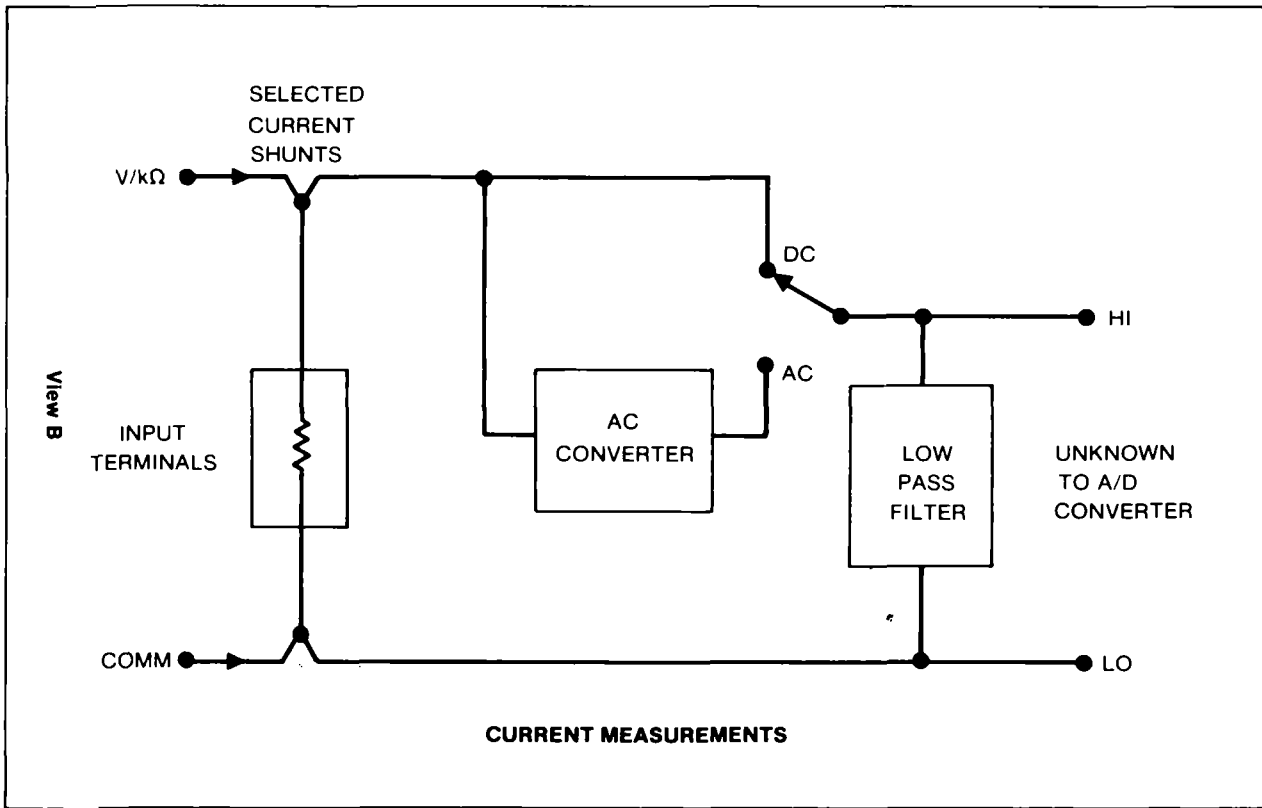 SELECTED
CURRENT
SHUNTS
V/kΩ
DC
HI
AC
View B
INPUT
TERMINALS
AC
CONVERTER
LOW
PASS
FILTER
UNKNOWN
TO A/D
CONVERTER
COMM
LO
CURRENT MEASUREMENTS